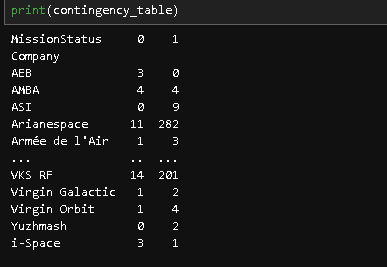 print(contingency_table)
MissionStatus 0 1
Company
AEB 3 0
AMBA 4 4
ASI 0 9
Arianespace 11 282
Armée de l'Air 1 3
... .. ...
VKS RF 14 201
Virgin Galactic 1 2
Virgin Orbit 1 4
Yuzhmash 0 2
i-Space 3 1